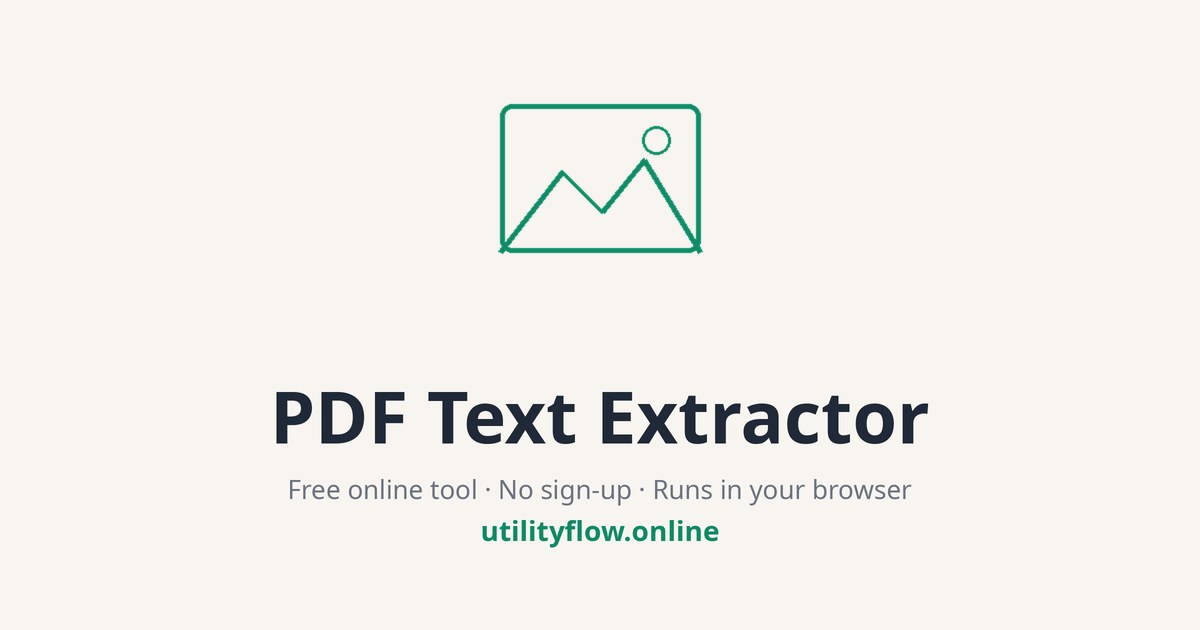 PDF Text Extractor
Free online tool · No sign-up · Runs in your browser
utilityflow.online